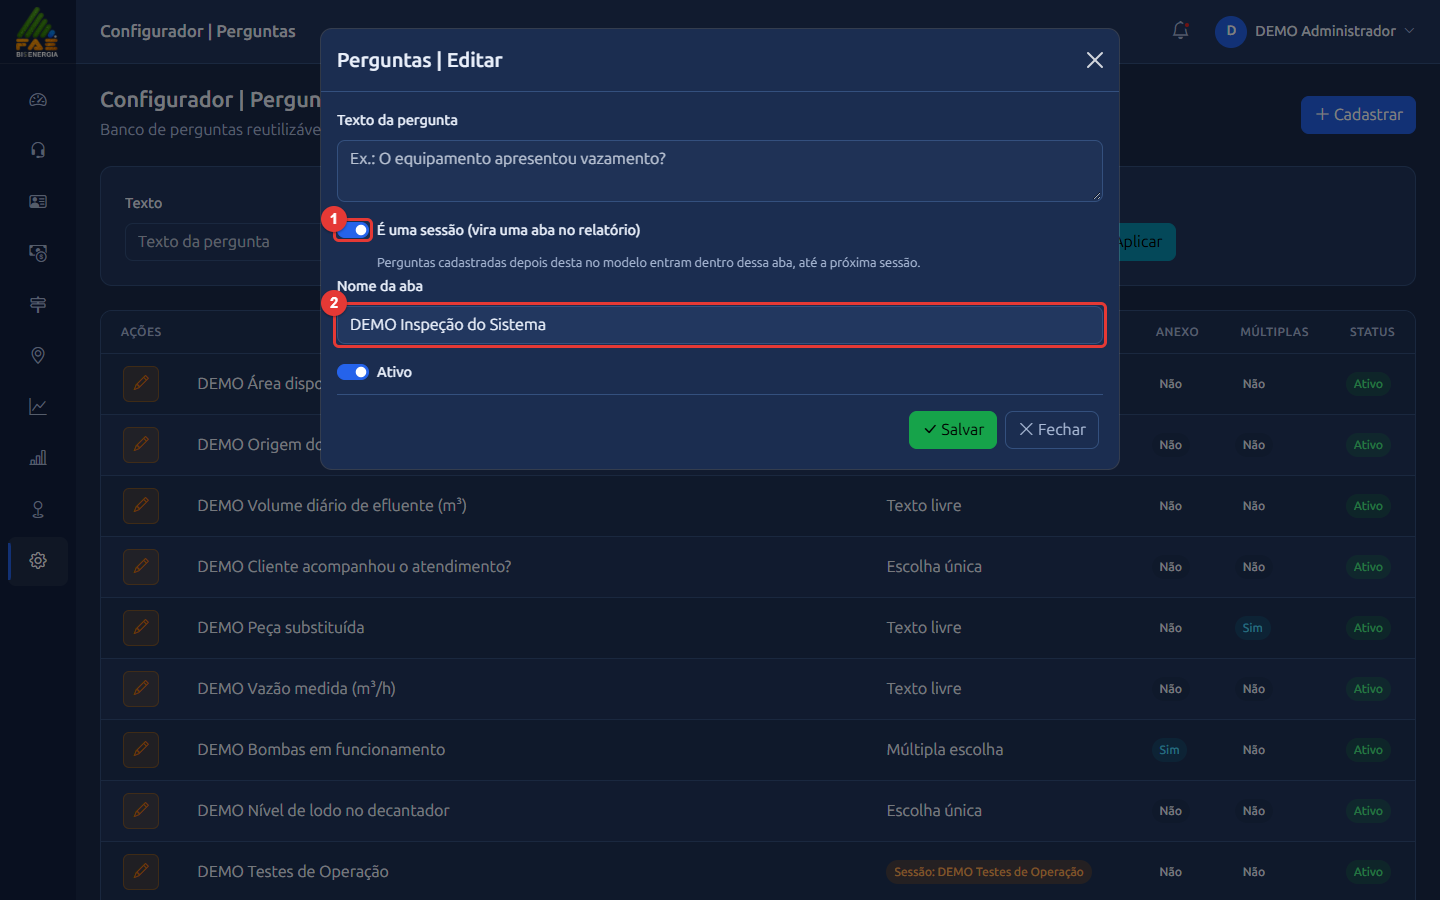 FAE
BIOENERGIA
Configurador | Perguntas
D
DEMO Administrador
Perguntas | Editar
Configurador | Pergun
Banco de perguntas reutilizáve
+ Cadastrar
Texto da pergunta
Ex.: O equipamento apresentou vazamento?
Texto
Texto da pergunta
Aplicar
1
É uma sessão (vira uma aba no relatório)
Perguntas cadastradas depois desta no modelo entram dentro dessa aba, até a próxima sessão.
Nome da aba
2
DEMO Inspeção do Sistema
Ativo
Salvar
Fechar
AÇÕES
ANEXO
MÚLTIPLAS
STATUS
DEMO Área dispo
Não
Não
Ativo
DEMO Origem do
Não
Não
Ativo
DEMO Volume diário de efluente (m³)
Texto livre
Não
Não
Ativo
DEMO Cliente acompanhou o atendimento?
Escolha única
Não
Não
Ativo
DEMO Peça substituída
Texto livre
Não
Sim
Ativo
DEMO Vazão medida (m³/h)
Texto livre
Não
Não
Ativo
DEMO Bombas em funcionamento
Múltipla escolha
Sim
Não
Ativo
DEMO Nível de lodo no decantador
Escolha única
Não
Não
Ativo
DEMO Testes de Operação
Sessão: DEMO Testes de Operação
Não
Não
Ativo